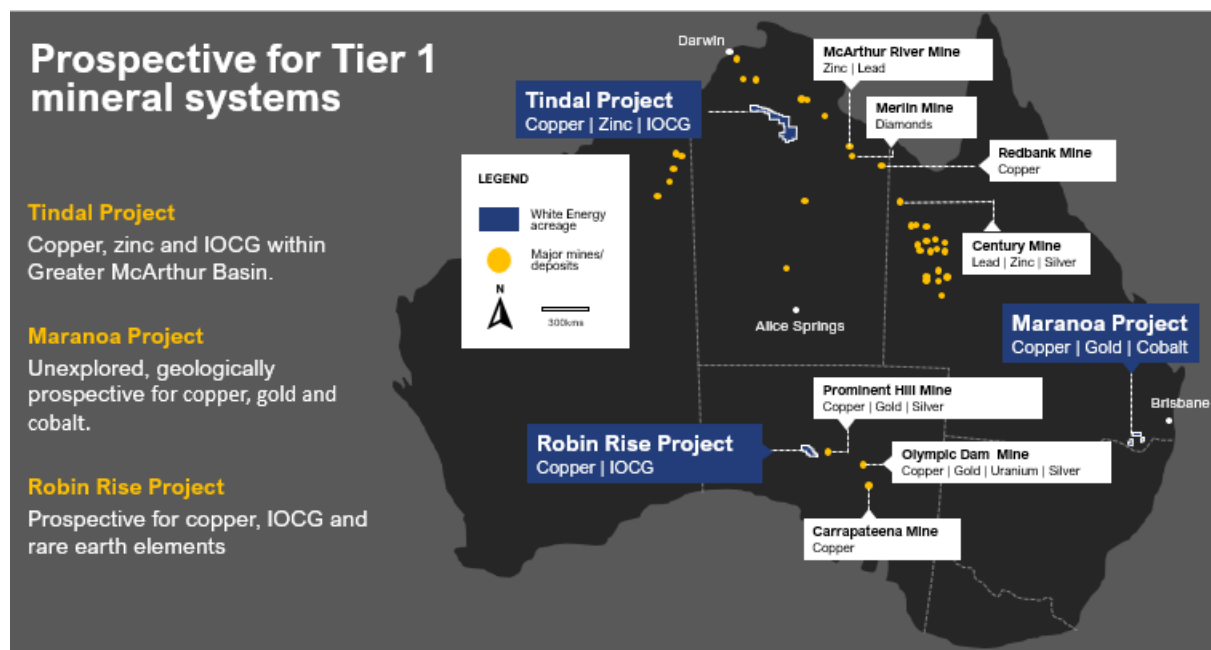 Prospective for Tier 1
mineral systems
Tindal Project
Copper, zinc and IOCG within
Greater McArthur Basin.
Maranoa Project
Unexplored, geologically
prospective for copper, gold and
cobalt.
Robin Rise Project
Prospective for copper, IOCG and
rare earth elements
Darwin
McArthur River Mine
Zinc | Lead
Tindal Project
Copper | Zinc | IOCG
Merlin Mine
Diamonds
Redbank Mine
Copper
LEGEND
White Energy
acreage
Major mines/
deposits
N
300kms
Century Mine
Lead | Zinc | Silver
Alice Springs
Maranoa Project
Copper | Gold | Cobalt
Prominent Hill Mine
Copper | Gold | Silver
Brisbane
Robin Rise Project
Copper | IOCG
Olympic Dam Mine
Copper | Gold | Uranium | Silver
Carrapateena Mine
Copper